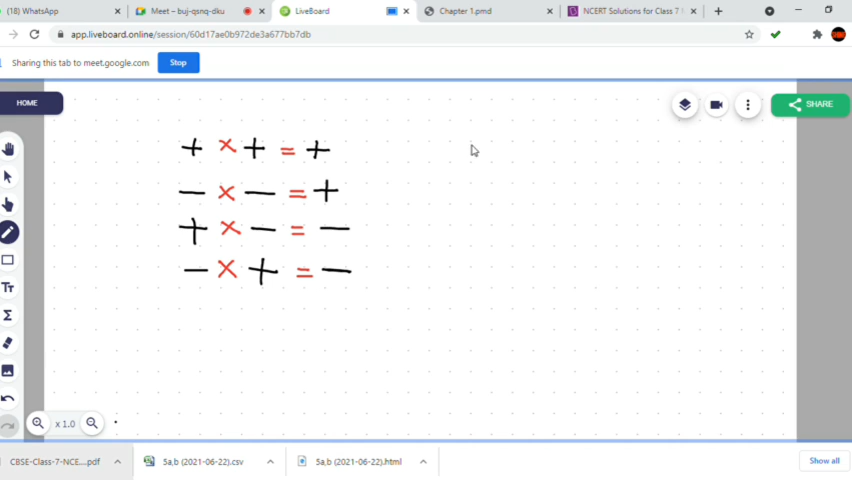 (18) WhatsApp
Meet – buj-qsnq-dku
LiveBoard
Chapter 1.pmd
NCERT Solutions for Class 7
app.liveboard.online/session/60d17ae0b972de3a677bb7db
Sharing this tab to meet.google.com
Stop
HOME
SHARE
+ × + = +
− × − = +
+ × − = −
− × + = −
Tт
Σ
x 1.0
CBSE-Class-7-NCE....pdf
5a,b (2021-06-22).csv
5a,b (2021-06-22).html
Show all